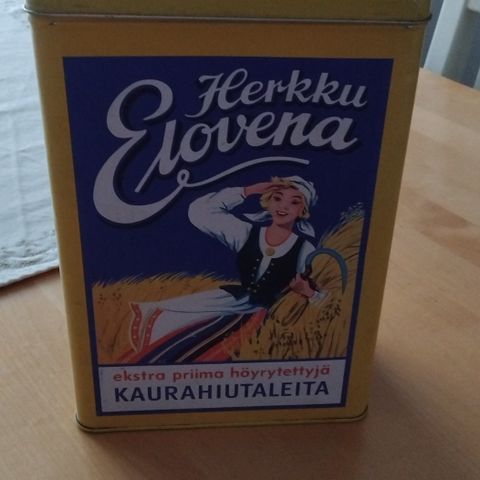 Herkku
Elovena
ekstra priima höyrytettyjä
KAURAHIUTALEITA